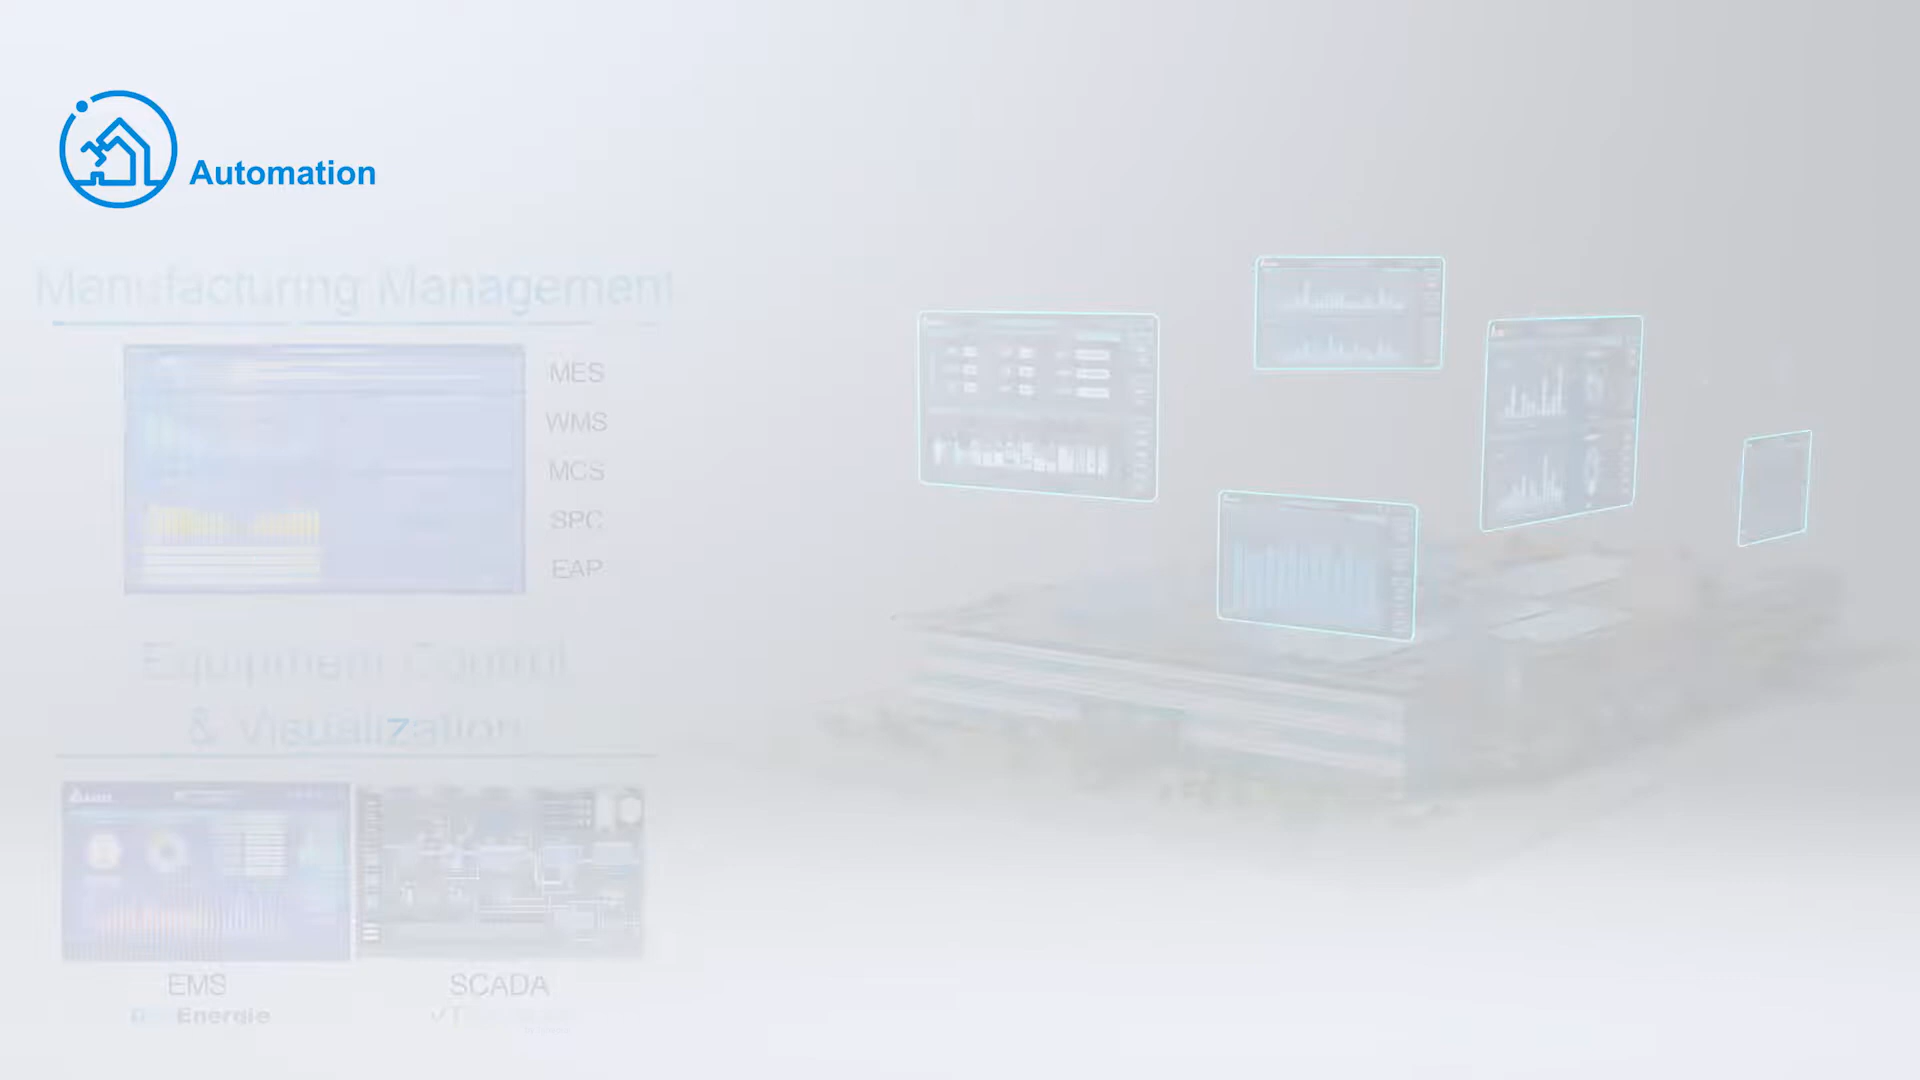 Automation
Manufacturing Management
MES
WMS
MCS
SPC
EAP
Equipment Control
& Visualization
EMS
SCADA
Energie